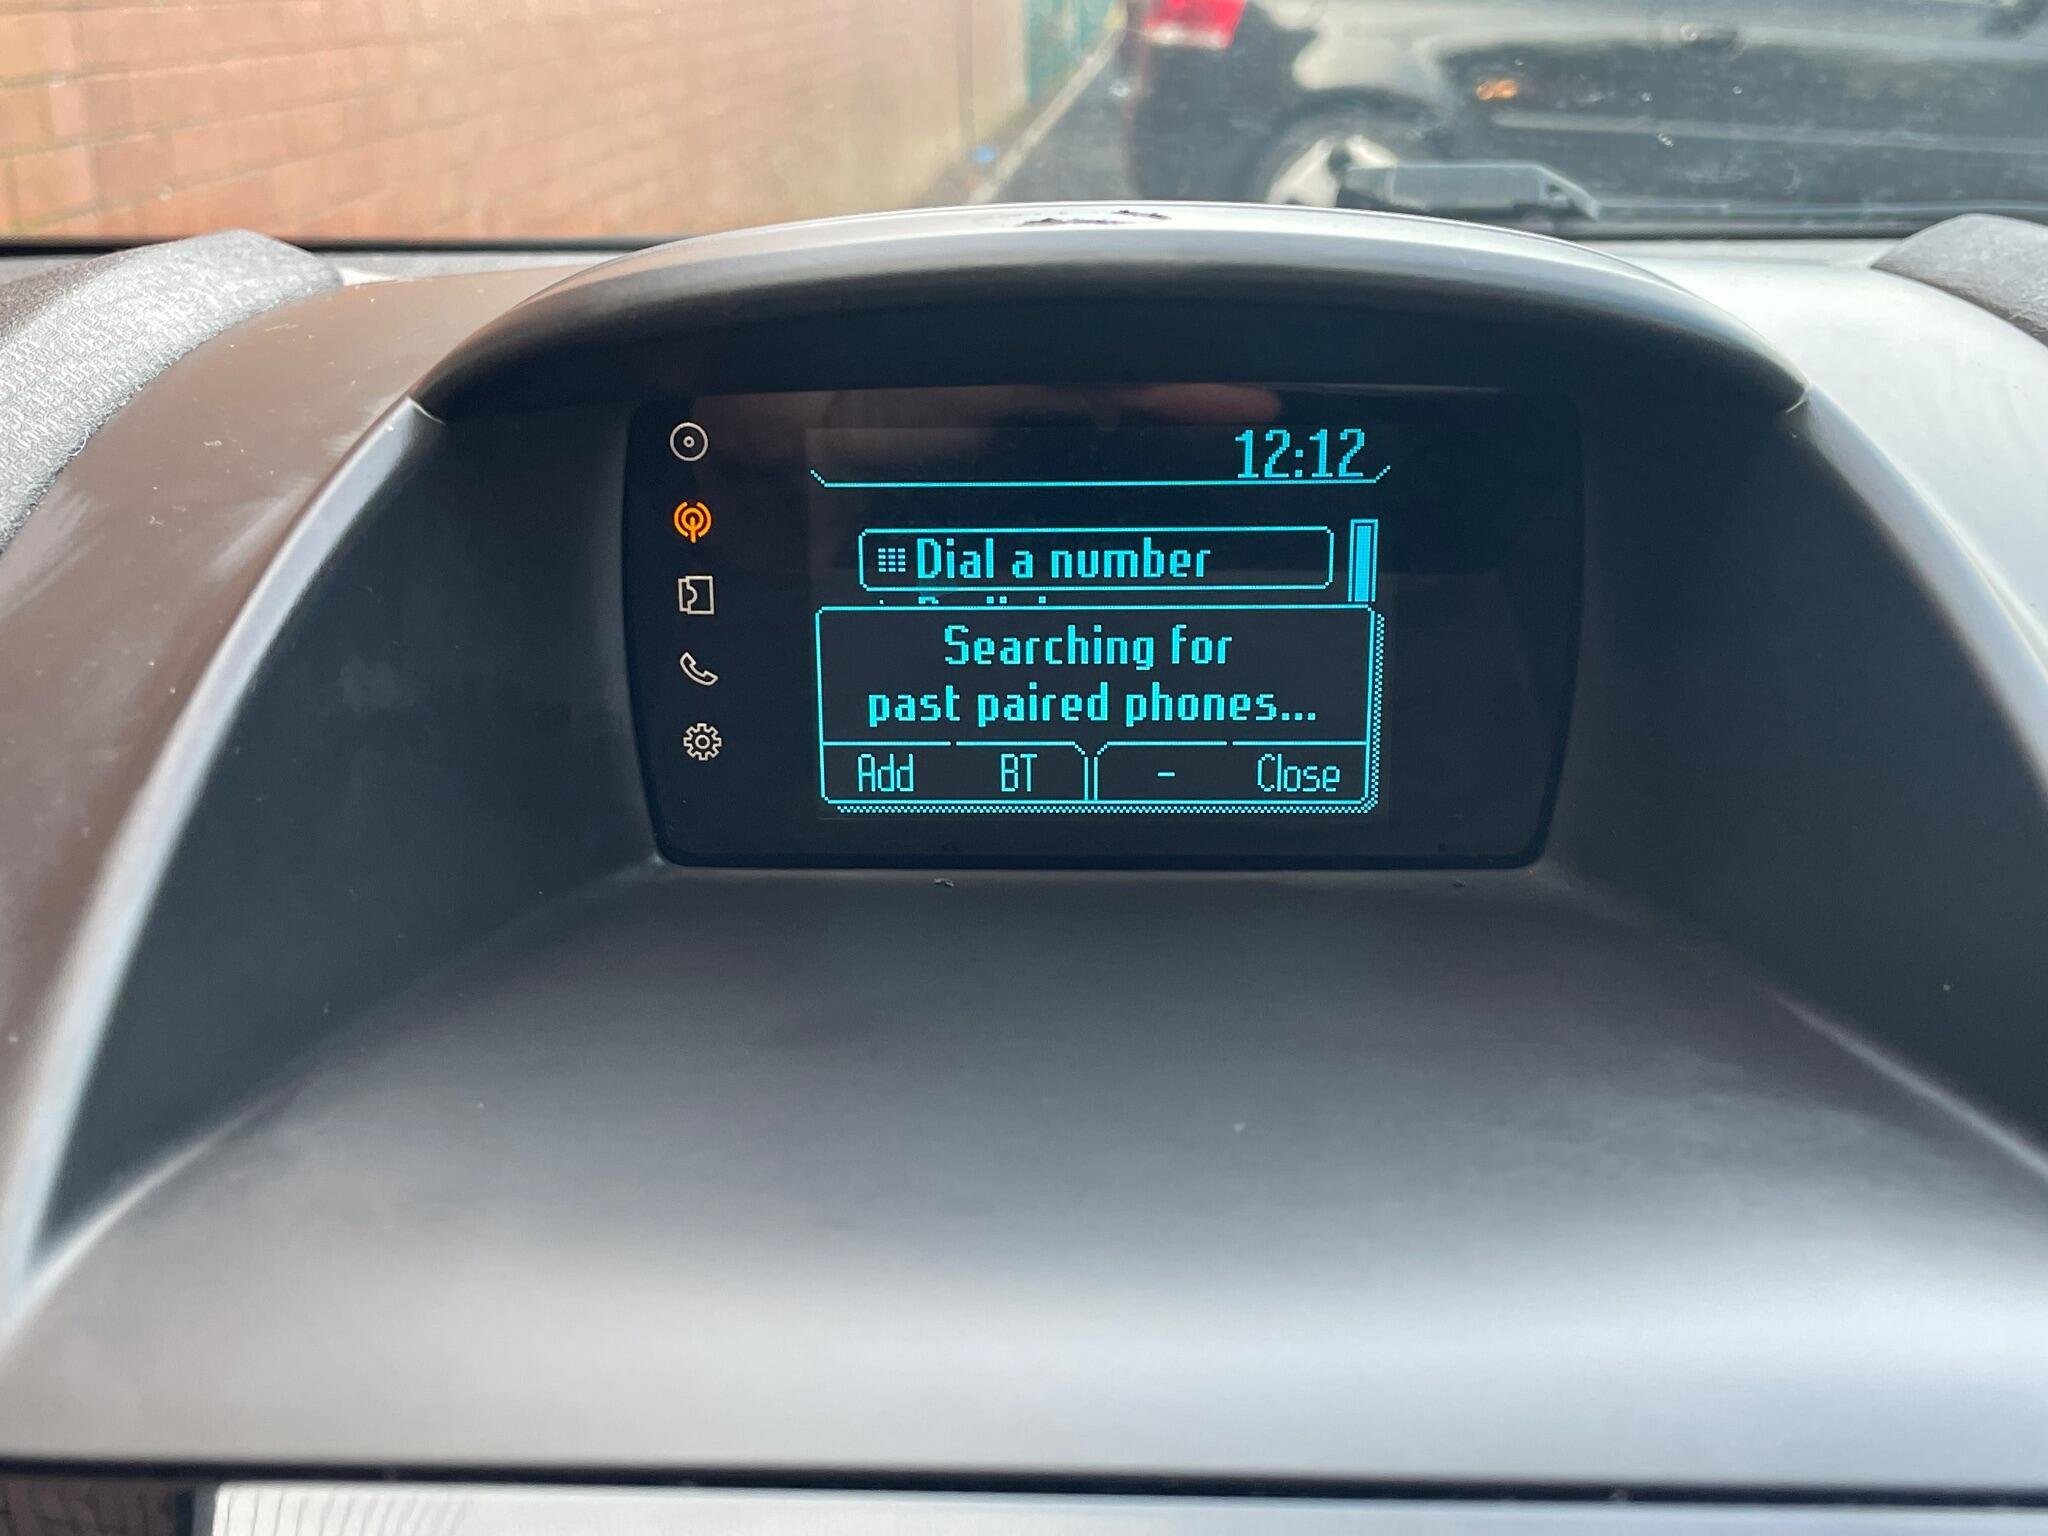 12:12
Dial a number
Searching for
past paired phones...
Add BT - Close